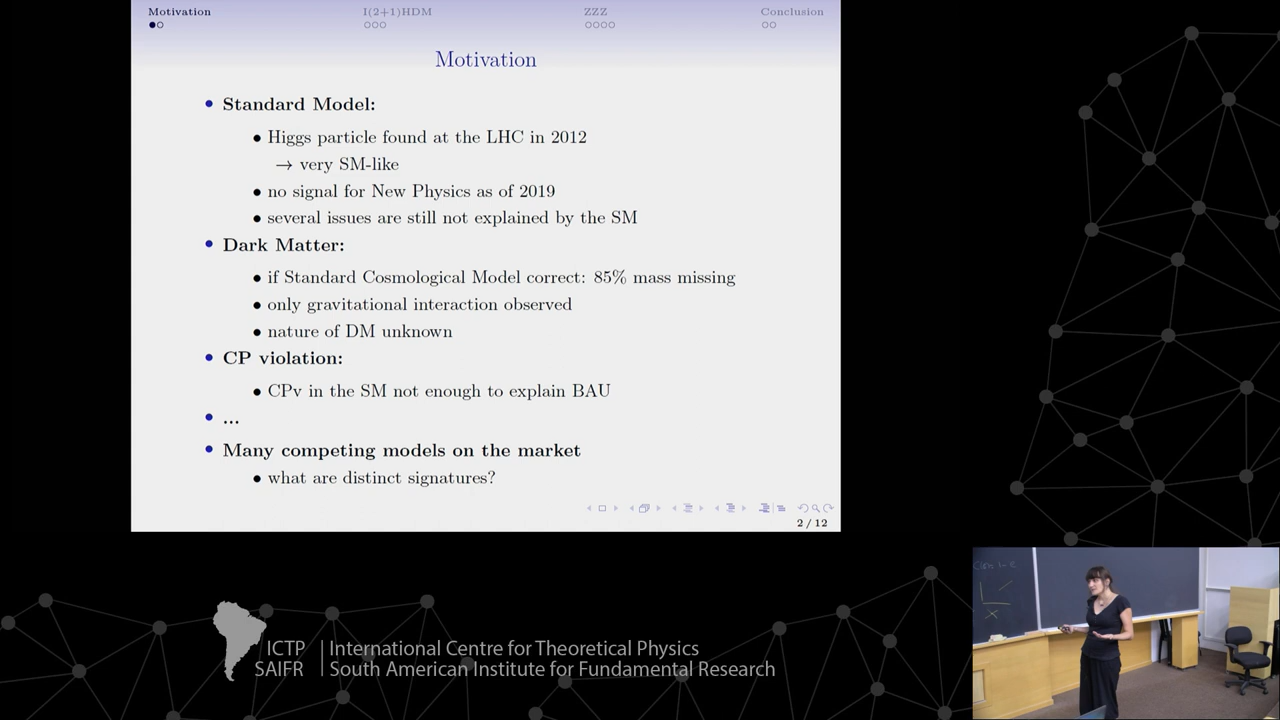 Motivation I(2+1)HDM ZZZ Conclusion
Motivation
• Standard Model:
• Higgs particle found at the LHC in 2012
→ very SM-like
• no signal for New Physics as of 2019
• several issues are still not explained by the SM
• Dark Matter:
• if Standard Cosmological Model correct: 85% mass missing
• only gravitational interaction observed
• nature of DM unknown
• CP violation:
• CPv in the SM not enough to explain BAU
• ...
• Many competing models on the market
• what are distinct signatures?
2 / 12
ICTP International Centre for Theoretical Physics
SAIFR South American Institute for Fundamental Research